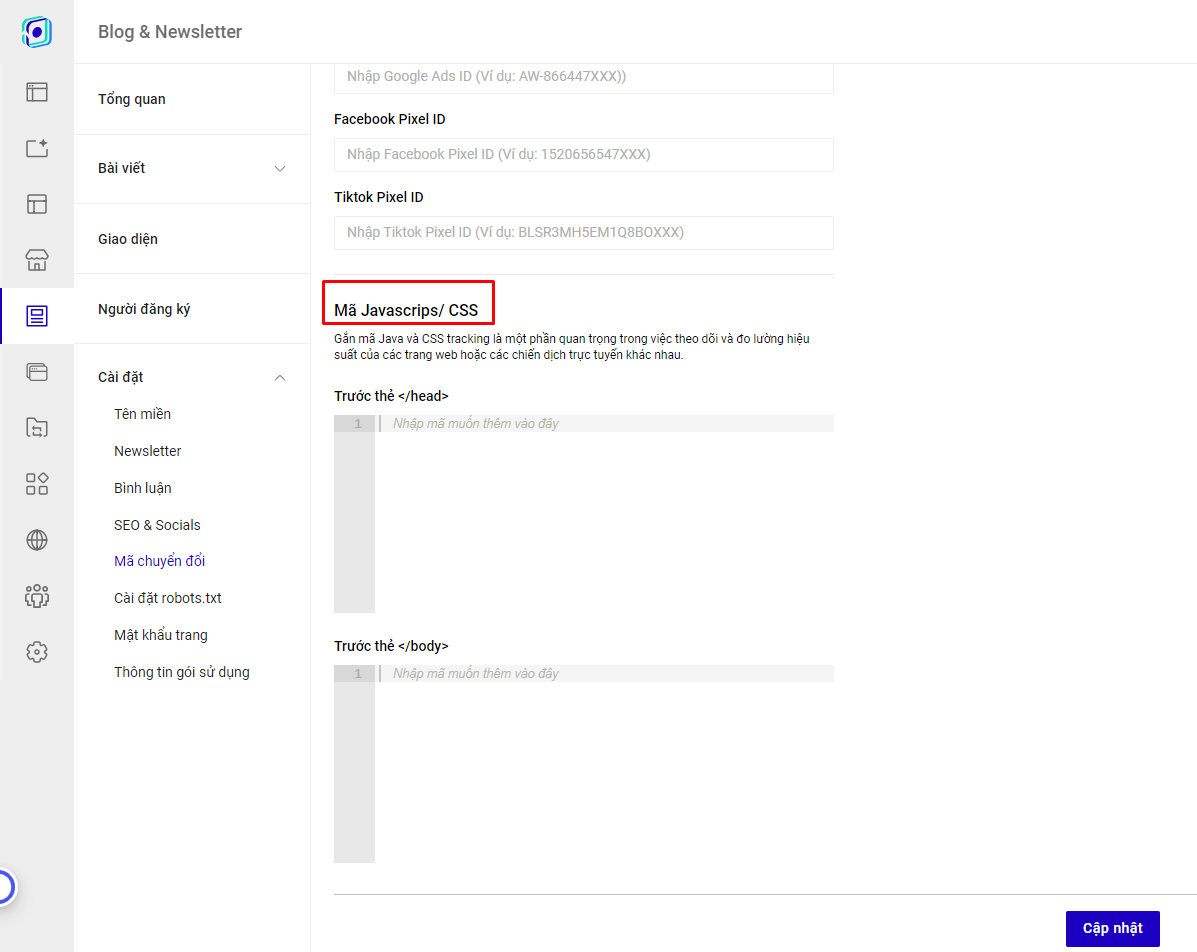 Blog & Newsletter
Tổng quan
Bài viết
Giao diện
Người đăng ký
Cài đặt
Tên miền
Newsletter
Bình luận
SEO & Socials
Mã chuyển đổi
Cài đặt robots.txt
Mật khẩu trang
Thông tin gói sử dụng
Nhập Google Ads ID (Ví dụ: AW-866447XXX))
Facebook Pixel ID
Nhập Facebook Pixel ID (Ví dụ: 1520656547XXX)
Tiktok Pixel ID
Nhập Tiktok Pixel ID (Ví dụ: BLSR3MH5EM1Q8BOXXX)
Mã Javascrips/ CSS
Gắn mã Java và CSS tracking là một phần quan trọng trong việc theo dõi và đo lường hiệu
suất của các trang web hoặc các chiến dịch trực tuyến khác nhau.
Trước thẻ </head>
1 Nhập mã muốn thêm vào đây
Trước thẻ </body>
1 Nhập mã muốn thêm vào đây
Cập nhật